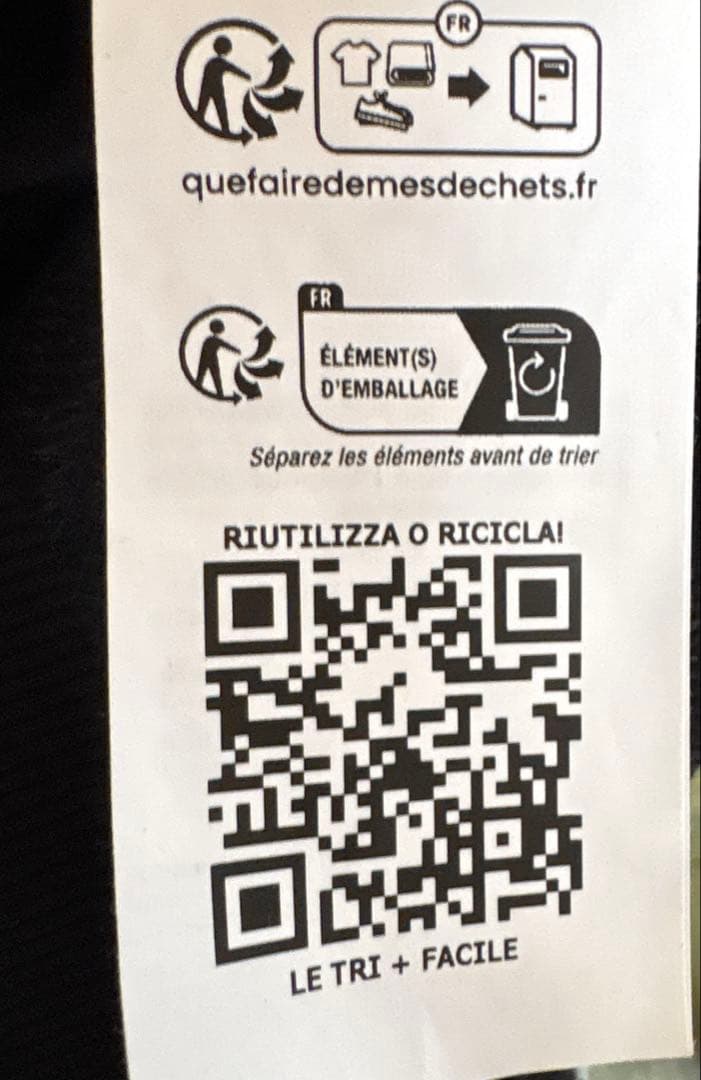 FR
quefairedemesdechets.fr
FR
ÉLÉMENT(S)
D'EMBALLAGE
Séparez les éléments avant de trier
RIUTILIZZA O RICICLA!
LE TRI + FACILE